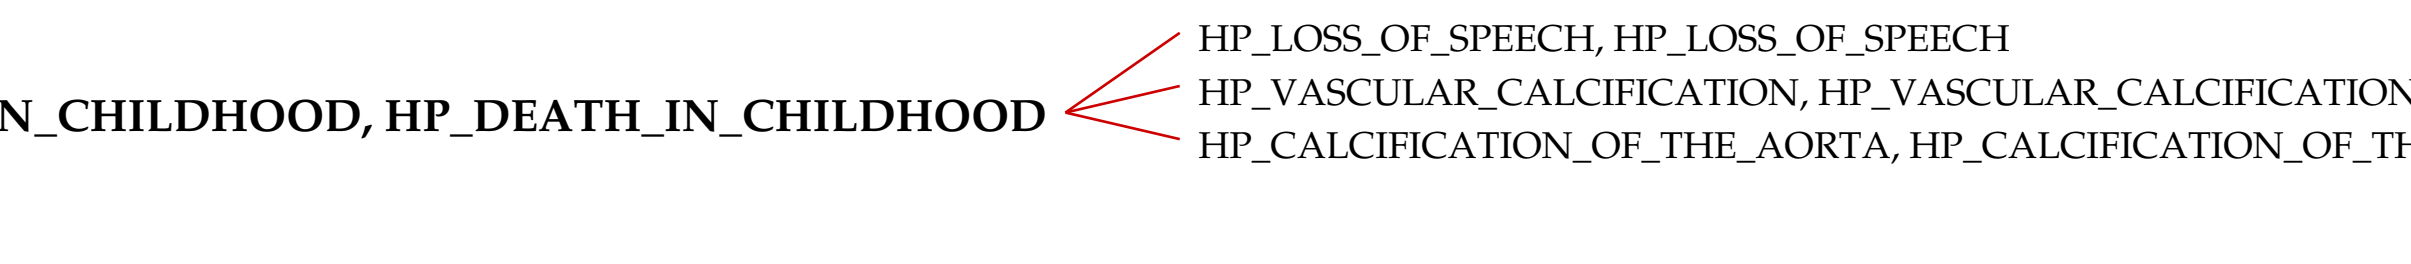 HP_LOSS_OF_SPEECH, HP_LOSS_OF_SPEECH
HP_VASCULAR_CALCIFICATION, HP_VASCULAR_CALCIFICATION
N_CHILDHOOD, HP_DEATH_IN_CHILDHOOD
HP_CALCIFICATION_OF_THE_AORTA, HP_CALCIFICATION_OF_TH